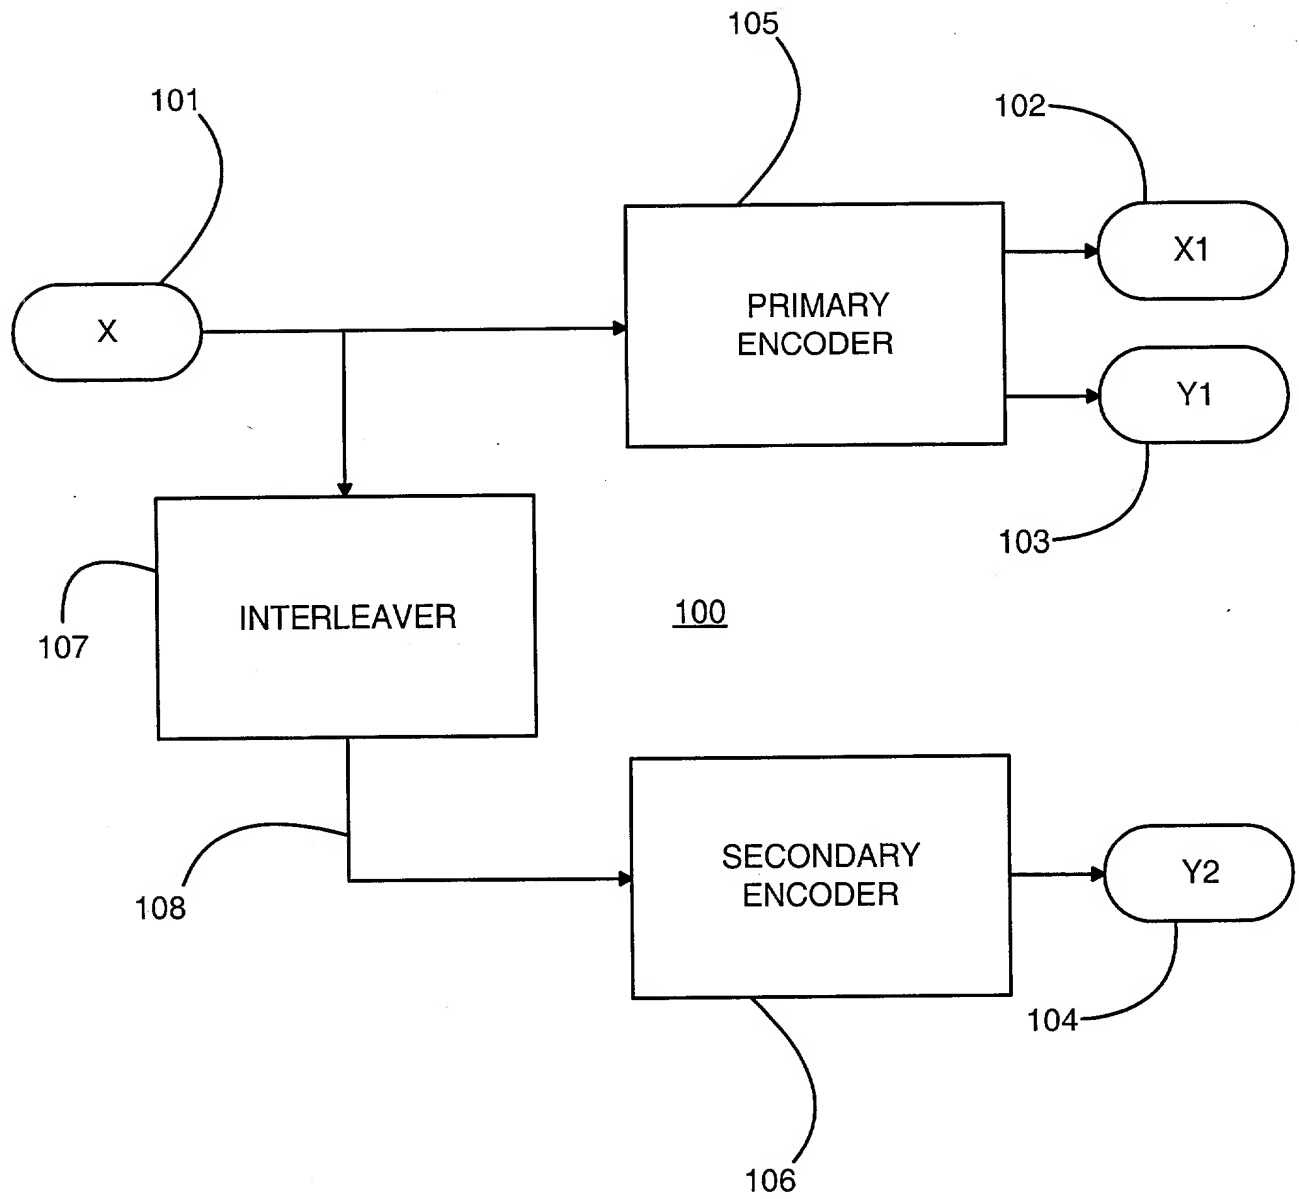 105
101
102
X1
PRIMARY
ENCODER
X
Y1
103
INTERLEAVER
100
107
SECONDARY
ENCODER
Y2
108
104
106